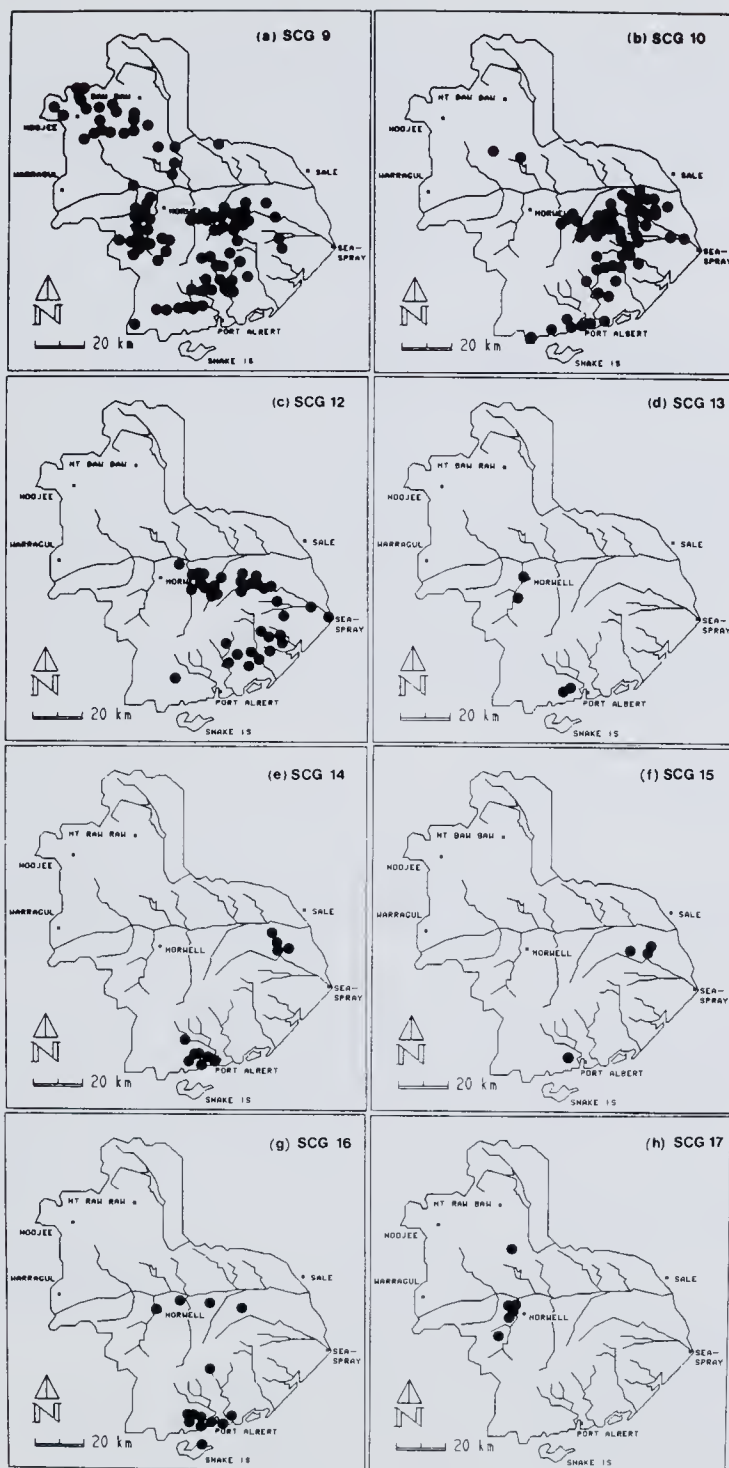 (a) SCG 9
BAW BAW
NOOJEE
WARRAGUL
SALE
MORWELL
SEA-
SPRAY
N
20 km
PORT ALBERT
SNAKE IS
(b) SCG 10
MT BAW BAW
NOOJEE
WARRAGUL
SALE
MORWELL
SEA-
SPRAY
N
20 km
PORT ALBERT
SNAKE IS
(c) SCG 12
MT BAW BAW
NOOJEE
WARRAGUL
SALE
MORWELL
SEA-
SPRAY
N
20 km
PORT ALBERT
SNAKE IS
(d) SCG 13
MT BAW BAW
NOOJEE
WARRAGUL
SALE
MORWELL
SEA-
SPRAY
N
20 km
PORT ALBERT
SNAKE IS
(e) SCG 14
MT BAW BAW
NOOJEE
WARRAGUL
SALE
MORWELL
SEA-
SPRAY
N
20 km
PORT ALBERT
SNAKE IS
(f) SCG 15
MT BAW BAW
NOOJEE
WARRAGUL
SALE
MORWELL
SEA-
SPRAY
N
20 km
PORT ALBERT
SNAKE IS
(g) SCG 16
MT BAW BAW
NOOJEE
WARRAGUL
SALE
MORWELL
SEA-
SPRAY
N
20 km
PORT ALBERT
SNAKE IS
(h) SCG 17
MT BAW BAW
NOOJEE
WARRAGUL
SALE
MORWELL
SEA-
SPRAY
N
20 km
PORT ALBERT
SNAKE IS